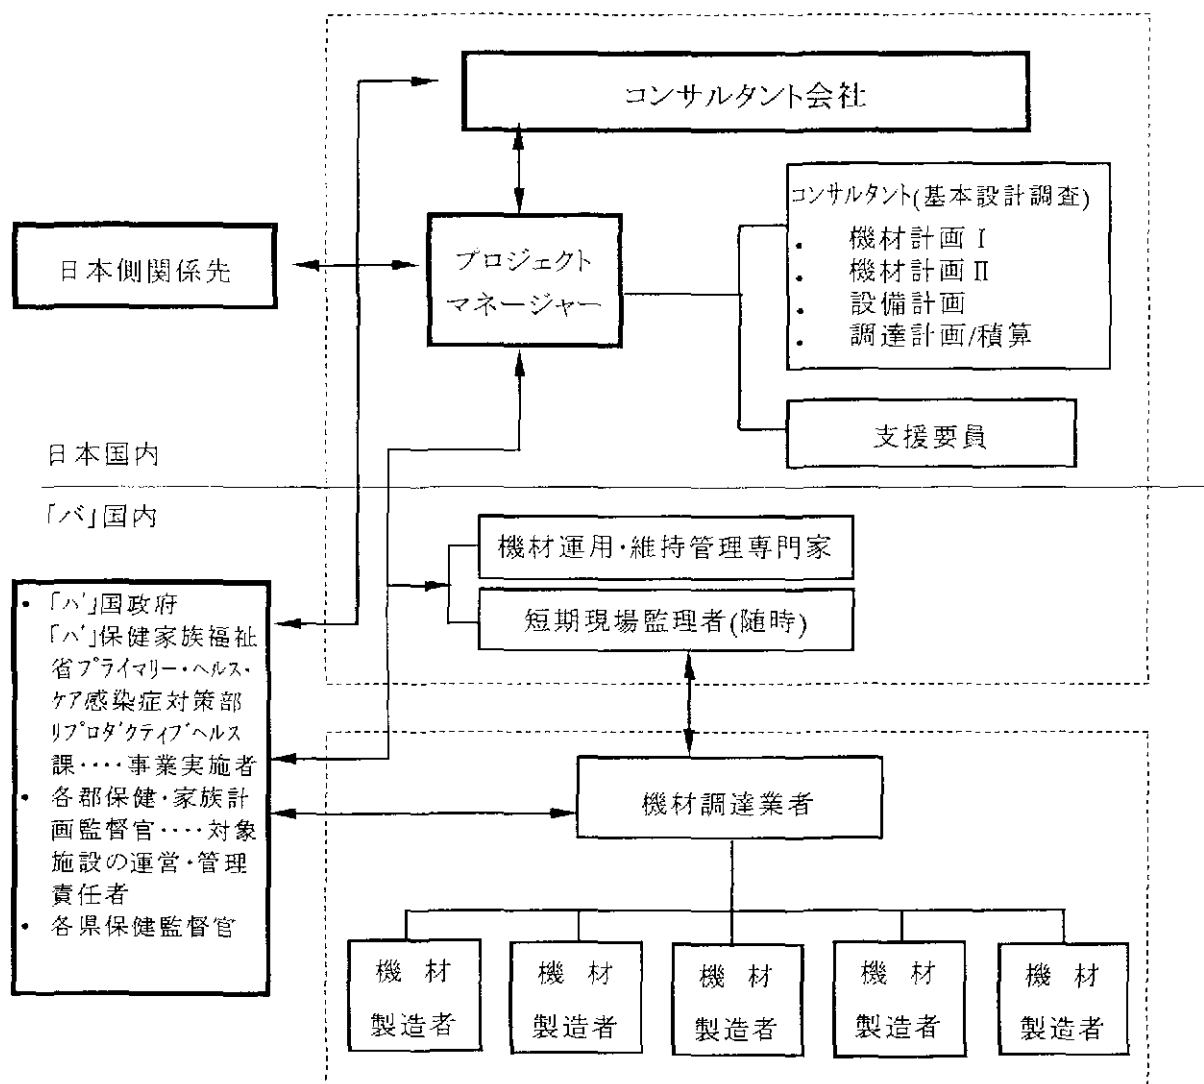 コンサルタント会社
コンサルタント(基本設計調査)
・ 機材計画 I
・ 機材計画 II
・ 設備計画
・ 調達計画/積算
日本側関係先
プロジェクト
マネージャー
支援要員
日本国内
「バ」国内
機材運用・維持管理専門家
短期現場監理者(随時)
・ 「バ」国政府
「バ」保健家族福祉
省プライマリー・ヘルス・
ケア感染症対策部
リプロダクティブヘルス
課‥‥事業実施者
・ 各郡保健・家族計
画監督官‥‥対象
施設の運営・管理
責任者
・ 各県保健監督官
機材調達業者
機 材
製造者
機 材
製造者
機 材
製造者
機 材
製造者
機 材
製造者